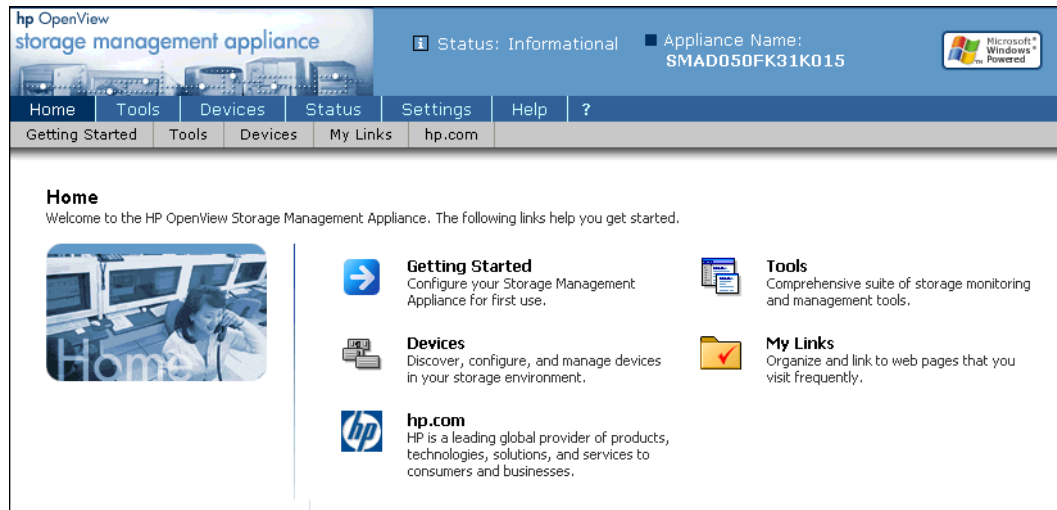 hp OpenView
storage management appliance
i Status: Informational
Appliance Name:
SMAD050FK31K015
Microsoft®
Windows®
Powered
TM
Home Tools Devices Status Settings Help ?
Getting Started Tools Devices My Links hp.com
Home
Welcome to the HP OpenView Storage Management Appliance. The following links help you get started.
Home
Getting Started
Configure your Storage Management
Appliance for first use.
Tools
Comprehensive suite of storage monitoring
and management tools.
Devices
Discover, configure, and manage devices
in your storage environment.
My Links
Organize and link to web pages that you
visit frequently.
hp
hp.com
HP is a leading global provider of products,
technologies, solutions, and services to
consumers and businesses.